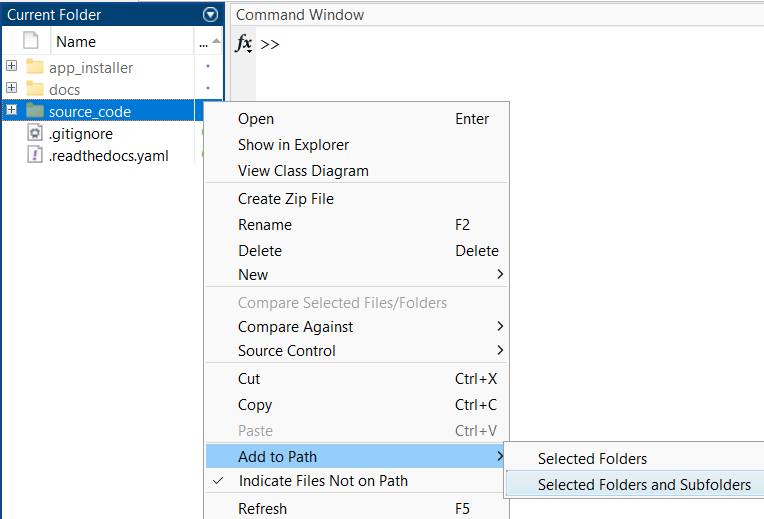 Current Folder
Command Window
Name
...
fx >>
app_installer
docs
source_code
.gitignore
.readthedocs.yaml
Open Enter
Show in Explorer
View Class Diagram
Create Zip File
Rename F2
Delete Delete
New
Compare Selected Files/Folders
Compare Against
Source Control
Cut Ctrl+X
Copy Ctrl+C
Paste Ctrl+V
Add to Path
Selected Folders
Selected Folders and Subfolders
Indicate Files Not on Path
Refresh F5